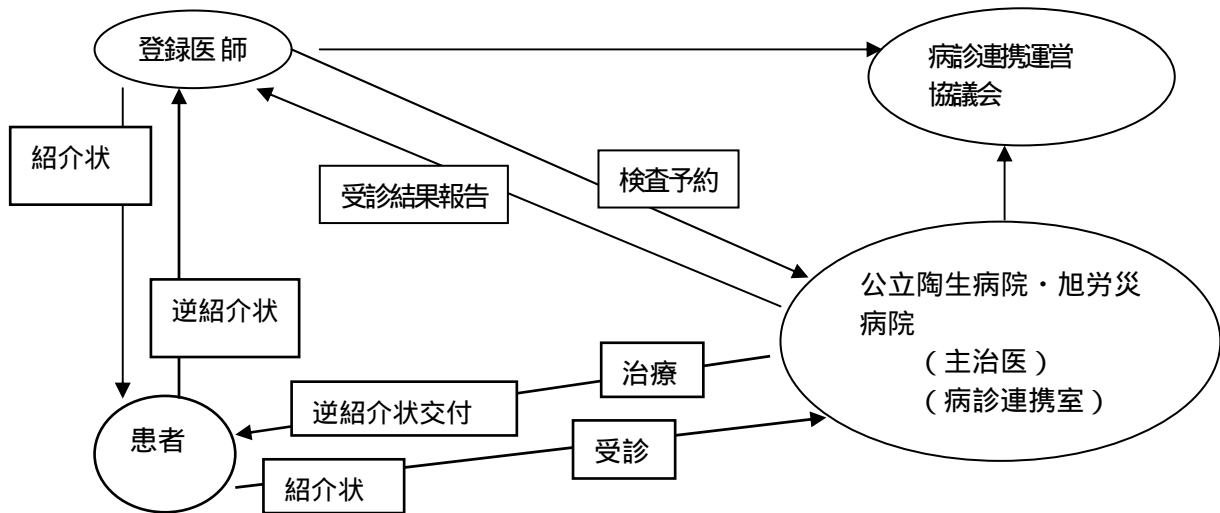 登録医師
病診連携運営
協議会
紹介状
検査予約
受診結果報告
逆紹介状
公立陶生病院・旭労災
病院
(主治医)
(病診連携室)
治療
逆紹介状交付
患者
受診
紹介状